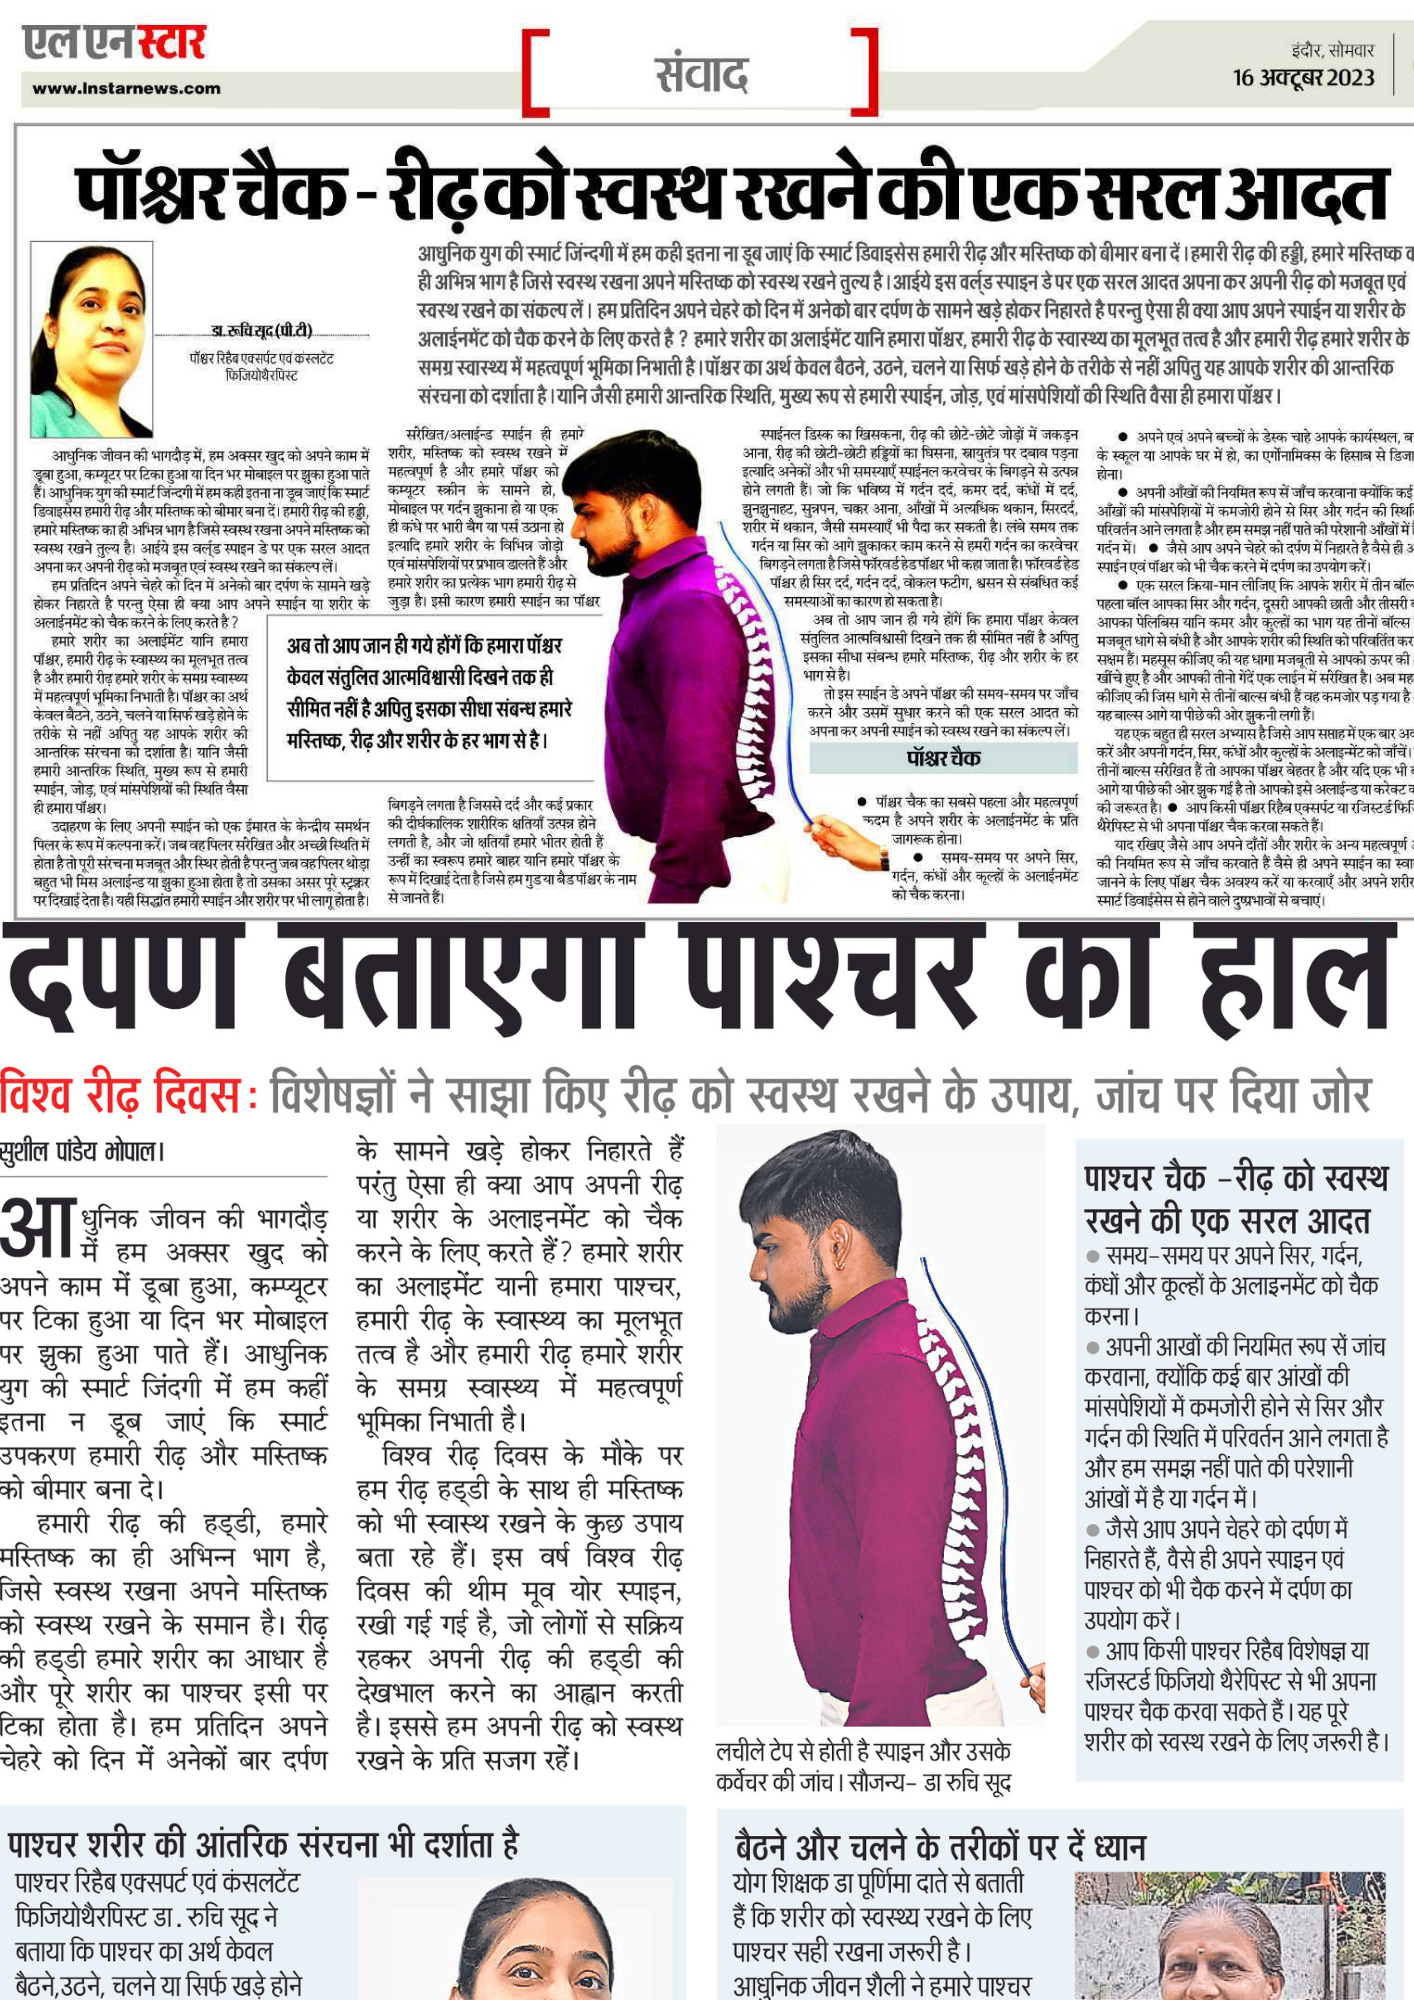 एल एन स्टार
www.lnstarnews.com
संवाद
इंदौर, सोमवार
16 अक्टूबर 2023
पॉश्चर चैक - रीढ़ को स्वस्थ रखने की एक सरल आदत
डा. रूचि सूद (पी.टी)
पॉश्चर रिहैब एक्सर्पट एवं कंस्लटेंट
फिजियोथैरपिस्ट
आधुनिक युग की स्मार्ट जिंन्दगी में हम कही इतना ना डूब जाएं कि स्मार्ट डिवाइसेस हमारी रीढ़ और मस्तिष्क को बीमार बना दें। हमारी रीढ़ की हड्डी, हमारे मस्तिष्क
ही अभिन्न भाग है जिसे स्वस्थ रखना अपने मस्तिष्क को स्वस्थ रखने तुल्य है। आईये इस वर्ल्ड स्पाइन डे पर एक सरल आदत अपना कर अपनी रीढ़ को मजबूत एवं
स्वस्थ रखने का संकल्प लें। हम प्रतिदिन अपने चेहरे को दिन में अनेको बार दर्पण के सामने खड़े होकर निहारते है परन्तु ऐसा ही क्या आप अपने स्पाईन या शरीर के
अलाईनमेंट को चैक करने के लिए करते है ? हमारे शरीर का अलाईमेंट यानि हमारा पॉश्चर, हमारी रीढ़ के स्वास्थ्य का मूलभूत तत्व है और हमारी रीढ़ हमारे शरीर के
समग्र स्वास्थ्य में महत्वपूर्ण भूमिका निभाती है। पॉश्चर का अर्थ केवल बैठने, उठने, चलने या सिर्फ खड़े होने के तरीके से नहीं अपितु यह आपके शरीर की आन्तरिक
संरचना को दर्शाता है। यानि जैसी हमारी आन्तरिक स्थिति, मुख्य रूप से हमारी स्पाईन, जोड़, एवं मांसपेशियों की स्थिति वैसा ही हमारा पॉश्चर।
आधुनिक जीवन की भागदौड़ में, हम अक्सर खुद को अपने काम में
डूबा हुआ, कम्यूटर पर टिका हुआ या दिन भर मोबाइल पर झुका हुआ पाते
हैं। आधुनिक युग की स्मार्ट जिंन्दगी में हम कही इतना ना डूब जाएं कि स्मार्ट
डिवाइसेस हमारी रीढ़ और मस्तिष्क को बीमार बना दें। हमारी रीढ़ की हड्डी,
हमारे मस्तिष्क का ही अभिन्न भाग है जिसे स्वस्थ रखना अपने मस्तिष्क को
स्वस्थ रखने तुल्य है। आईये इस वर्ल्ड स्पाइन डे पर एक सरल आदत
अपना कर अपनी रीढ़ को मजबूत एवं स्वस्थ रखने का संकल्प लें।
हम प्रतिदिन अपने चेहरे को दिन में अनेको बार दर्पण के सामने खड़े
होकर निहारते है परन्तु ऐसा ही क्या आप अपने स्पाईन या शरीर के
अलाईनमेंट को चैक करने के लिए करते है ?
हमारे शरीर का अलाईमेंट यानि हमारा
पॉश्चर, हमारी रीढ़ के स्वास्थ्य का मूलभूत तत्व
है और हमारी रीढ़ हमारे शरीर के समग्र स्वास्थ्य
में महत्वपूर्ण भूमिका निभाती है। पॉश्चर का अर्थ
केवल बैठने, उठने, चलने या सिर्फ खड़े होने के
तरीके से नहीं अपितु यह आपके शरीर की
आन्तरिक संरचना को दर्शाता है। यानि जैसी
हमारी आन्तरिक स्थिति, मुख्य रूप से हमारी
स्पाईन, जोड़, एवं मांसपेशियों की स्थिति वैसा
ही हमारा पॉश्चर।
उदाहरण के लिए अपनी स्पाईन को एक ईमारत के केन्द्रीय समर्थन
पिलर के रूप में कल्पना करें। जब वह पिलर संरेखित और अच्छी स्थिति में
होता है तो पूरी संरचना मजबूत और स्थिर होती है परन्तु जब वह पिलर थोड़ा
बहुत भी मिस अलाईन्ड या झुका हुआ होता है तो उसका असर पूरे स्ट्रक्चर
पर दिखाई देता है। यही सिद्धांत हमारी स्पाईन और शरीर पर भी लागू होता है।
सरेखित/अलाईन्ड स्पाईन ही हमारे
शरीर, मस्तिष्क को स्वस्थ रखने में
महत्वपूर्ण है और हमारे पॉश्चर को
कम्यूटर स्क्रीन के सामने हो,
मोबाइल पर गर्दन झुकाना हो या एक
ही कंधे पर भारी बैग या पर्स उठाना हो
इत्यादि हमारे शरीर के विभिन्न जोड़ो
एवं मांसपेशियों पर प्रभाव डालते हैं और
हमारे शरीर का प्रत्येक भाग हमारी रीढ़ से
जुड़ा है। इसी कारण हमारी स्पाईन का पॉश्चर
अब तो आप जान ही गये होंगें कि हमारा पॉश्चर
केवल संतुलित आत्मविश्वासी दिखने तक ही
सीमित नहीं है अपितु इसका सीधा संबन्ध हमारे
मस्तिष्क, रीढ़ और शरीर के हर भाग से है।
बिगड़ने लगता है जिससे दर्द और कई प्रकार
की दीर्घकालिक शारीरिक क्षतियाँ उत्पन्न होने
लगती है, और जो क्षतियाँ हमारे भीतर होती हैं
उन्हीं का स्वरूप हमारे बाहर यानि हमारे पॉश्चर के
रूप में दिखाई देता है जिसे हम गुड या बैड पॉश्चर के नाम
से जानते हैं।
स्पाईनल डिस्क का खिसकना, रीढ़ की छोटे-छोटे जोड़ों में जकड़न
आना, रीढ़ की छोटी-छोटी हड्डियों का घिसना, स्नायुतंत्र पर दबाव पड़ना
इत्यादि अनेकों और भी समस्याएँ स्पाईनल करवेचर के बिगड़ने से उत्पन्न
होने लगती हैं। जो कि भविष्य में गर्दन दर्द, कमर दर्द, कंधों में दर्द,
झुनझुनाहट, सुन्नपन, चक्कर आना, आँखों में अत्यधिक थकान, सिरदर्द,
शरीर में थकान, जैसी समस्याएँ भी पैदा कर सकती है। लंबे समय तक
गर्दन या सिर को आगे झुकाकर काम करने से हमरी गर्दन का करवेचर
बिगड़ने लगता है जिसे फॉरवर्ड हेड पॉश्चर भी कहा जाता है। फॉरवर्ड हेड
पॉश्चर ही सिर दर्द, गर्दन दर्द, वोकल फटीग, श्वसन से संबधित कई
समस्याओं का कारण हो सकता है।
अब तो आप जान ही गये होंगें कि हमारा पॉश्चर केवल
संतुलित आत्मविश्वासी दिखने तक ही सीमित नहीं है अपितु
इसका सीधा संबन्ध हमारे मस्तिष्क, रीढ़ और शरीर के हर
भाग से है।
तो इस स्पाईन डे अपने पॉश्चर की समय-समय पर जाँच
करने और उसमें सुधार करने की एक सरल आदत को
अपना कर अपनी स्पाईन को स्वस्थ रखने का संकल्प लें।
पॉश्चर चैक
● पॉश्चर चैक का सबसे पहला और महत्वपूर्ण
कदम है अपने शरीर के अलाईनमेंट के प्रति
जागरूक होना।
● समय-समय पर अपने सिर,
गर्दन, कंधों और कूल्हों के अलाईनमेंट
को चैक करना।
● अपने एवं अपने बच्चों के डेस्क चाहे आपके कार्यस्थल,
के स्कूल या आपके घर में हो, का एर्गोनामिक्स के हिसाब से
होना।
● अपनी आँखों की नियमित रूप से जाँच करवाना क्योंकि कई
आँखों की मांसपेशियों में कमजोरी होने से सिर और गर्दन की
परिवर्तन आने लगता है और हम समझ नहीं पाते की परेशानी आँखों में
गर्दन में। ● जैसे आप अपने चेहरे को दर्पण में निहारते है वैसे ही
स्पाईन एवं पॉश्चर को भी चैक करने में दर्पण का उपयोग करें।
● एक सरल क्रिया-मान लीजिए कि आपके शरीर में तीन
पहला बॉल आपका सिर और गर्दन, दूसरी आपकी छाती और तीसरी
आपका पेलिबिस यानि कमर और कुल्हों का भाग यह तीनों बॉल्स
मजबूत धागे से बंधी है और आपके शरीर की स्थिति को परिवर्तित कर
सक्षम हैं। महसूस कीजिए की यह धागा मजबूती से आपको ऊपर की
खींचे हुए है और आपकी तीनो गेंदें एक लाईन में सरेखित है। अब
कीजिए की जिस धागे से तीनों बाल्स बंधी हैं वह कमजोर पड़ गया है
यह बाल्स आगे या पीछे की ओर झुकनी लगी हैं।
यह एक बहुत ही सरल अभ्यास है जिसे आप सप्ताह में एक बार
करें और अपनी गर्दन, सिर, कंधों और कुल्हों के अलाइन्मेंट को जाँचें।
तीनों बाल्स सरेखित हैं तो आपका पॉश्चर बेहतर है और यदि एक भी
आगे या पीछे की ओर झुक गई है तो आपको इसे अलाईन्ड या करेक्ट
की जरूरत है। ● आप किसी पॉश्चर रिहैब एक्सर्पट या रजिस्टर्ड
थैरेपिस्ट से भी अपना पॉश्चर चैक करवा सकते हैं।
याद रखिए जैसे आप अपने दाँतों और शरीर के अन्य महत्वपूर्ण
की नियमित रूप से जाँच करवाते हैं वैसे ही अपने स्पाईन का
जानने के लिए पॉश्चर चैक अवश्य करें या करवाएँ और अपने शरीर
स्मार्ट डिवाईसेस से होने वाले दुष्प्रभावों से बचाएं।
दर्पण बताएगा पाश्चर का हाल
विश्व रीढ़ दिवस: विशेषज्ञों ने साझा किए रीढ़ को स्वस्थ रखने के उपाय, जांच पर दिया जोर
सुशील पांडेय भोपाल।
आधुनिक जीवन की भागदौड़
में हम अक्सर खुद को
अपने काम में डूबा हुआ, कम्प्यूटर
पर टिका हुआ या दिन भर मोबाइल
पर झुका हुआ पाते हैं। आधुनिक
युग की स्मार्ट जिंदगी में हम कहीं
इतना न डूब जाएं कि स्मार्ट
उपकरण हमारी रीढ़ और मस्तिष्क
को बीमार बना दे।
हमारी रीढ़ की हड्डी, हमारे
मस्तिष्क का ही अभिन्न भाग है,
जिसे स्वस्थ रखना अपने मस्तिष्क
को स्वस्थ रखने के समान है। रीढ़
की हड्डी हमारे शरीर का आधार है
और पूरे शरीर का पाश्चर इसी पर
टिका होता है। हम प्रतिदिन अपने
चेहरे को दिन में अनेकों बार दर्पण
के सामने खड़े होकर निहारते हैं
परंतु ऐसा ही क्या आप अपनी रीढ़
या शरीर के अलाइनमेंट को चैक
करने के लिए करते हैं? हमारे शरीर
का अलाइमेंट यानी हमारा पाश्चर,
हमारी रीढ़ के स्वास्थ्य का मूलभूत
तत्व है और हमारी रीढ़ हमारे शरीर
के समग्र स्वास्थ्य में महत्वपूर्ण
भूमिका निभाती है।
विश्व रीढ़ दिवस के मौके पर
हम रीढ़ हड्डी के साथ ही मस्तिष्क
को भी स्वास्थ रखने के कुछ उपाय
बता रहे हैं। इस वर्ष विश्व रीढ़
दिवस की थीम मूव योर स्पाइन,
रखी गई गई है, जो लोगों से सक्रिय
रहकर अपनी रीढ़ की हड्डी की
देखभाल करने का आह्वान करती
है। इससे हम अपनी रीढ़ को स्वस्थ
रखने के प्रति सजग रहें।
लचीले टेप से होती है स्पाइन और उसके
कर्वेचर की जांच। सौजन्य- डा रुचि सूद
पाश्चर चैक -रीढ़ को स्वस्थ
रखने की एक सरल आदत
● समय-समय पर अपने सिर, गर्दन,
कंधों और कूल्हों के अलाइनमेंट को चैक
करना।
● अपनी आखों की नियमित रूप सें जांच
करवाना, क्योंकि कई बार आंखों की
मांसपेशियों में कमजोरी होने से सिर और
गर्दन की स्थिति में परिवर्तन आने लगता है
और हम समझ नहीं पाते की परेशानी
आंखों में है या गर्दन में।
● जैसे आप अपने चेहरे को दर्पण में
निहारते हैं, वैसे ही अपने स्पाइन एवं
पाश्चर को भी चैक करने में दर्पण का
उपयोग करें।
● आप किसी पाश्चर रिहैब विशेषज्ञ या
रजिस्टर्ड फिजियो थैरेपिस्ट से भी अपना
पाश्चर चैक करवा सकते हैं। यह पूरे
शरीर को स्वस्थ रखने के लिए जरूरी है।
पाश्चर शरीर की आंतरिक संरचना भी दर्शाता है
पाश्चर रिहैब एक्सपर्ट एवं कंसलटेंट
फिजियोथैरपिस्ट डा. रुचि सूद ने
बताया कि पाश्चर का अर्थ केवल
बैठने,उठने, चलने या सिर्फ खड़े होने
बैठने और चलने के तरीकों पर दें ध्यान
योग शिक्षक डा पूर्णिमा दाते से बताती
हैं कि शरीर को स्वस्थ्य रखने के लिए
पाश्चर सही रखना जरूरी है।
आधुनिक जीवन शैली ने हमारे पाश्चर